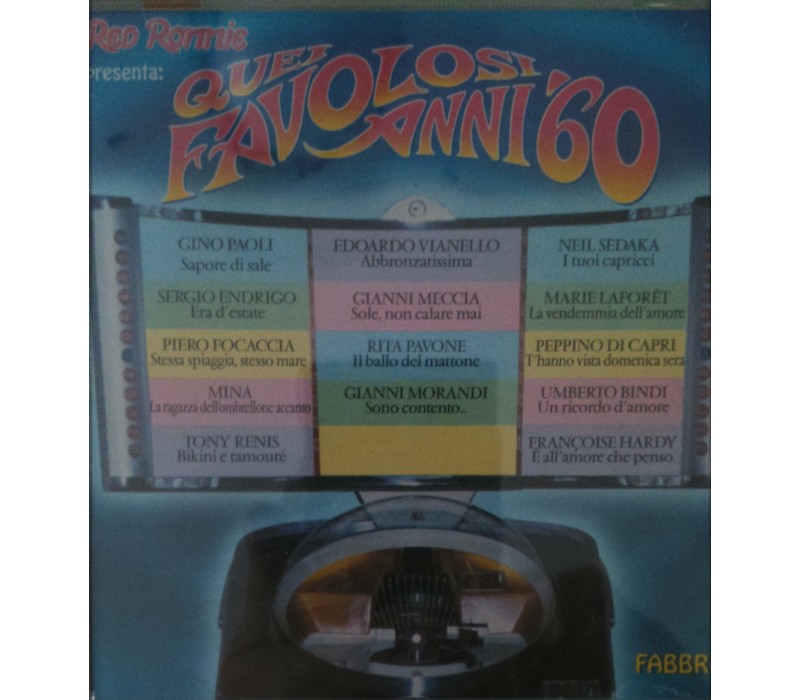 Red Ronnie
presenta:
QUEI
FAVOLOSI
ANNI '60
GINO PAOLI
Sapore di sale
SERGIO ENDRIGO
Era d'estate
PIERO FOCACCIA
Stessa spiaggia, stesso mare
MINA
La ragazza dell'ombrellone accanto
TONY RENIS
Bikini e tamouré
EDOARDO VIANELLO
Abbronzatissima
GIANNI MECCIA
Sole, non calare mai
RITA PAVONE
Il ballo del mattone
GIANNI MORANDI
Sono contento...
NEIL SEDAKA
I tuoi capricci
MARIE LAFORÊT
La vendemmia dell'amore
PEPPINO DI CAPRI
T'hanno vista domenica sera
UMBERTO BINDI
Un ricordo d'amore
FRANÇOISE HARDY
È all'amore che penso
FABBR